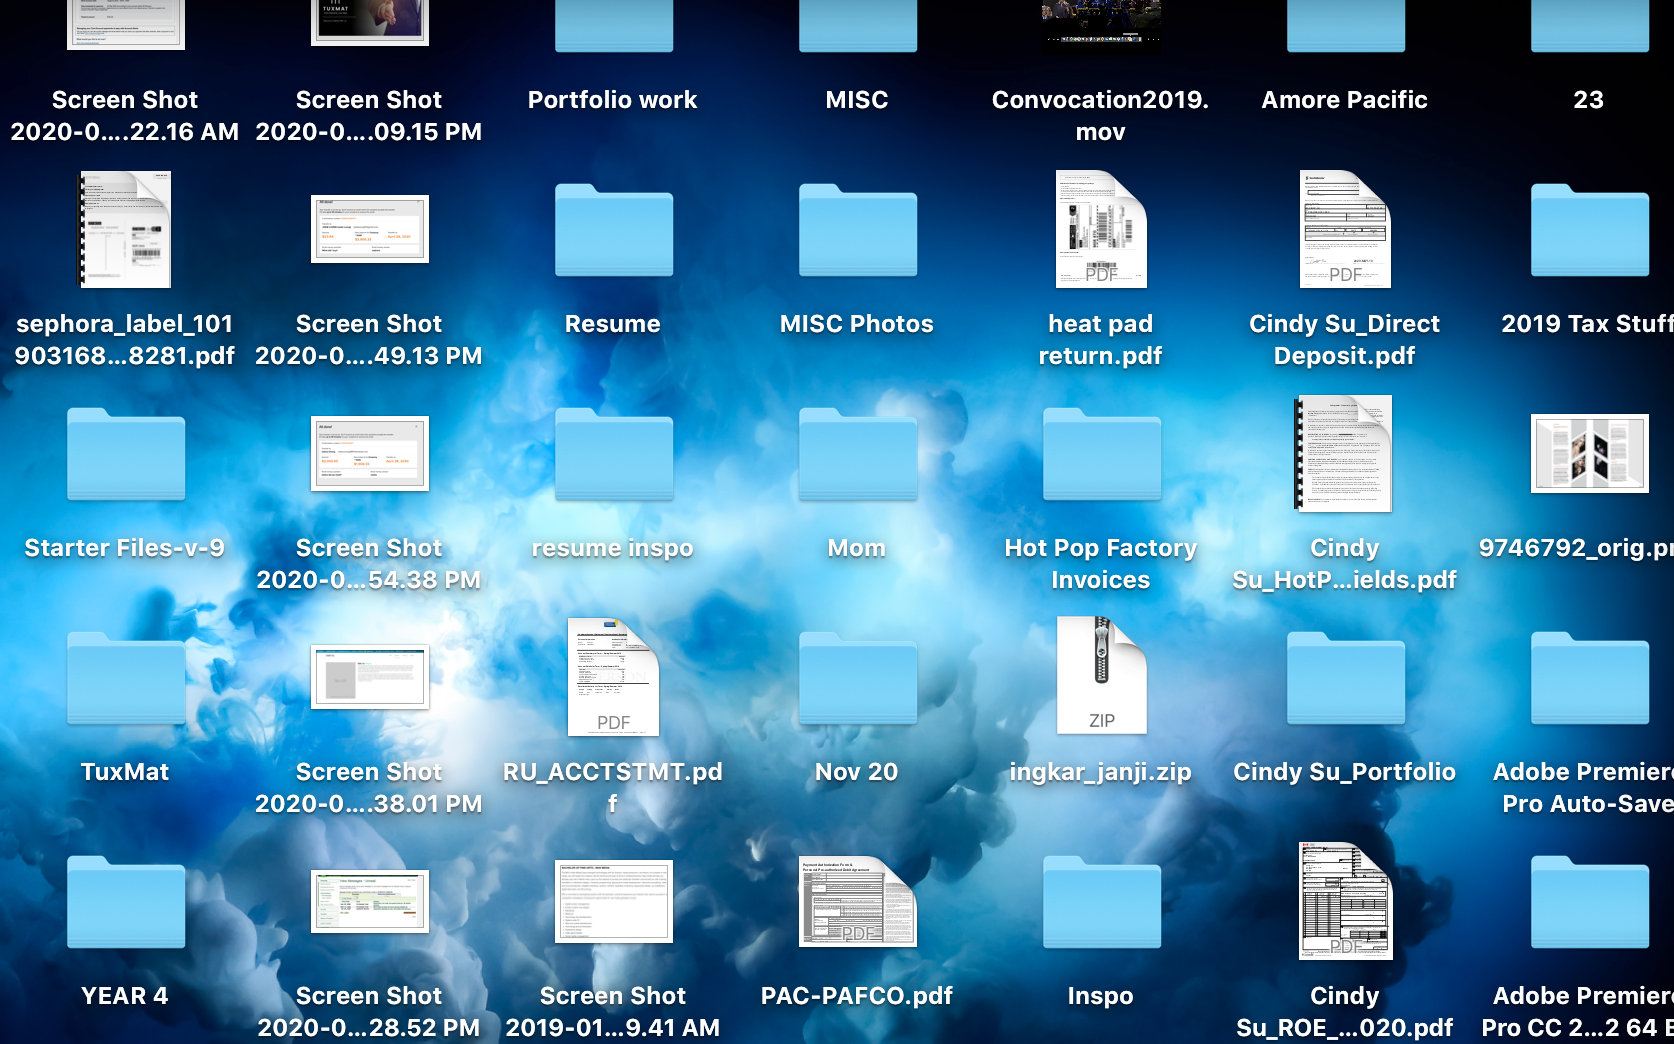 TUXMAT
Screen Shot
2020-0....22.16 AM
Screen Shot
2020-0....09.15 PM
Portfolio work
MISC
Convocation2019.
mov
Amore Pacific
23
sephora_label_101
903168...8281.pdf
Screen Shot
2020-0....49.13 PM
Resume
MISC Photos
PDF
heat pad
return.pdf
PDF
Cindy Su_Direct
Deposit.pdf
2019 Tax Stuff
Starter Files-v-9
Screen Shot
2020-0...54.38 PM
resume inspo
Mom
Hot Pop Factory
Invoices
Cindy
Su_HotP...ields.pdf
9746792_orig.pn
TuxMat
Screen Shot
2020-0....38.01 PM
PDF
RU_ACCTSTMT.pd
f
Nov 20
ZIP
ingkar_janji.zip
Cindy Su_Portfolio
Adobe Premiere
Pro Auto-Save
YEAR 4
Screen Shot
2020-0...28.52 PM
Screen Shot
2019-01...9.41 AM
PDF
PAC-PAFCO.pdf
Inspo
PDF
Cindy
Su_ROE_...020.pdf
Adobe Premiere
Pro CC 2...2 64 B